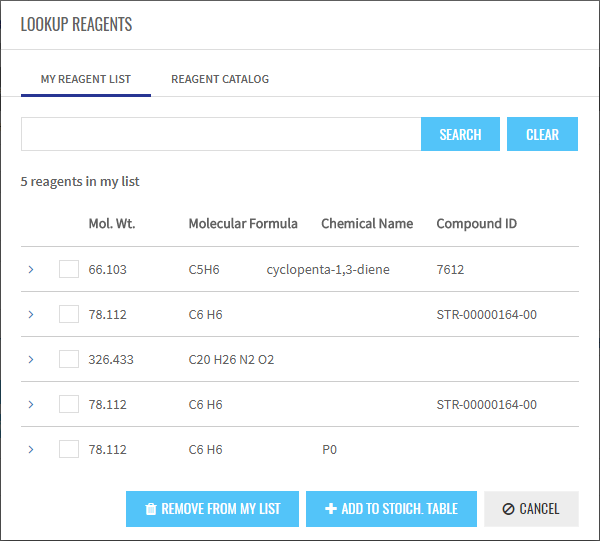 LOOKUP REAGENTS
MY REAGENT LIST REAGENT CATALOG
SEARCH CLEAR
5 reagents in my list
Mol. Wt. Molecular Formula Chemical Name Compound ID
66.103 C5H6 cyclopenta-1,3-diene 7612
78.112 C6 H6 STR-00000164-00
326.433 C20 H26 N2 O2
78.112 C6 H6 STR-00000164-00
78.112 C6 H6 P0
REMOVE FROM MY LIST ADD TO STOICH. TABLE CANCEL